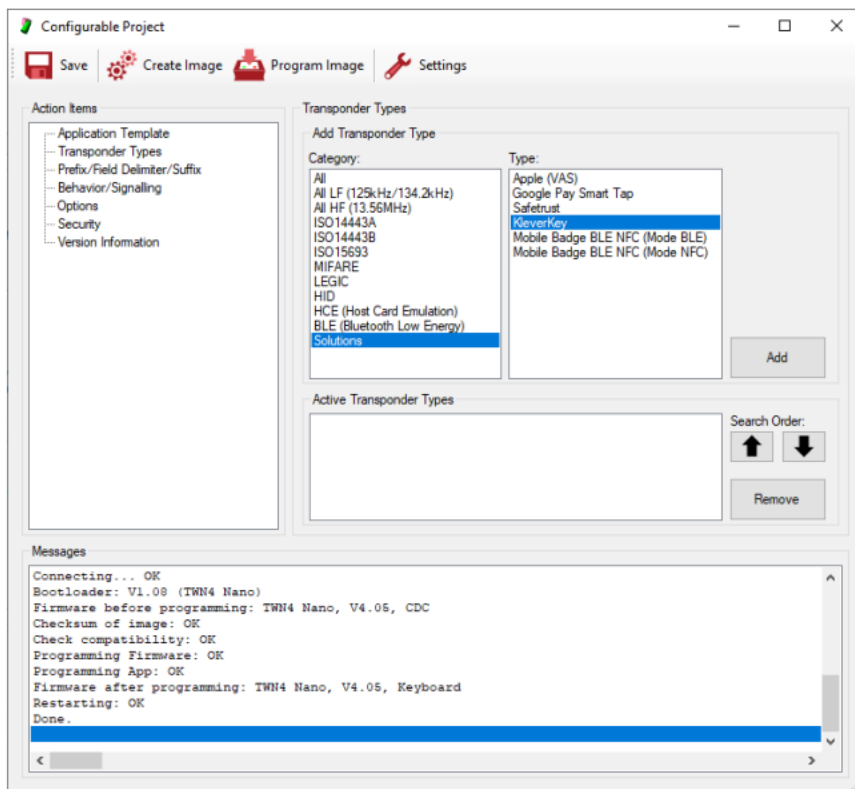 Configurable Project
Save Create Image Program Image Settings
Action Items
Application Template
Transponder Types
Prefix/Field Delimiter/Suffix
Behavior/Signalling
Options
Security
Version Information
Transponder Types
Add Transponder Type
Category:
All
All LF (125kHz/134.2kHz)
All HF (13.56MHz)
ISO14443A
ISO14443B
ISO15693
MIFARE
LEGIC
HID
HCE (Host Card Emulation)
BLE (Bluetooth Low Energy)
Solutions
Type:
Apple (VAS)
Google Pay Smart Tap
Safetrust
KleverKey
Mobile Badge BLE NFC (Mode BLE)
Mobile Badge BLE NFC (Mode NFC)
Add
Active Transponder Types
Search Order:
Remove
Messages
Connecting... OK
Bootloader: V1.08 (TWN4 Nano)
Firmware before programming: TWN4 Nano, V4.05, CDC
Checksum of image: OK
Check compatibility: OK
Programming Firmware: OK
Programming App: OK
Firmware after programming: TWN4 Nano, V4.05, Keyboard
Restarting: OK
Done.